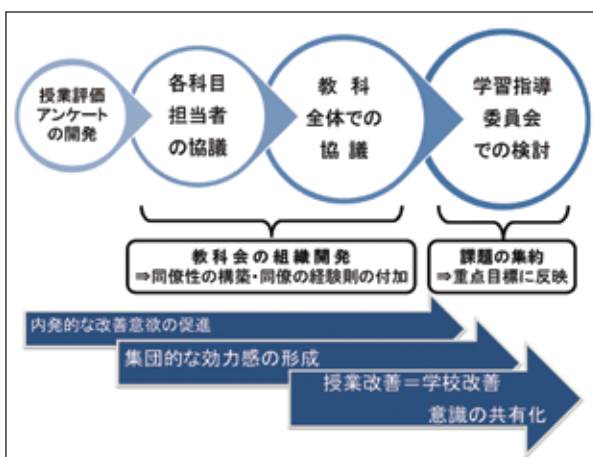 授業評価
アンケート
の開発
各科目
担当者
の協議
教科
全体での
協議
学習指導
委員会
での検討
教科会の組織開発
⇒同僚性の構築・同僚の経験則の付加
課題の集約
⇒重点目標に反映
内発的な改善意欲の促進
集団的な効力感の形成
授業改善＝学校改善
意識の共有化